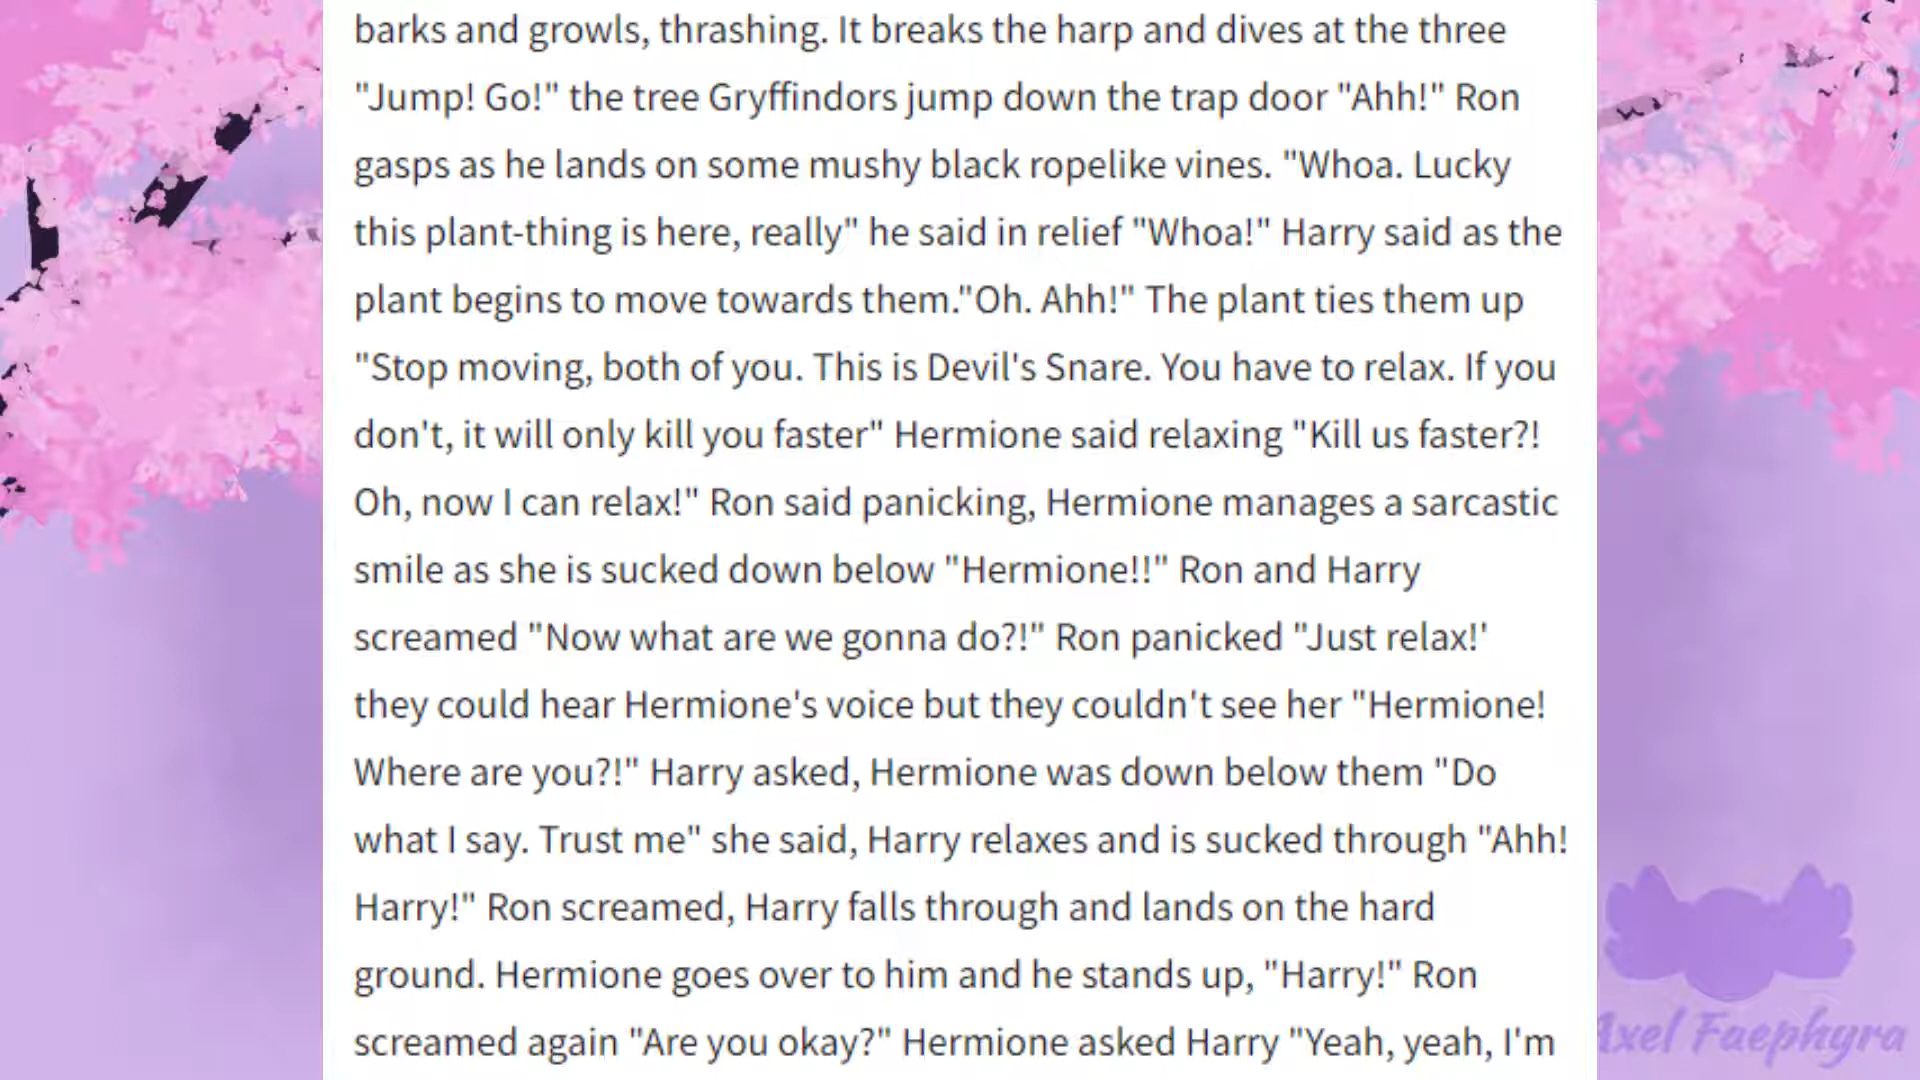 barks and growls, thrashing. It breaks the harp and dives at the three
"Jump! Go!" the tree Gryffindors jump down the trap door "Ahh!" Ron
gasps as he lands on some mushy black ropelike vines. "Whoa. Lucky
this plant-thing is here, really" he said in relief "Whoa!" Harry said as the
plant begins to move towards them."Oh. Ahh!" The plant ties them up
"Stop moving, both of you. This is Devil's Snare. You have to relax. If you
don't, it will only kill you faster" Hermione said relaxing "Kill us faster?!
Oh, now I can relax!" Ron said panicking, Hermione manages a sarcastic
smile as she is sucked down below "Hermione!!" Ron and Harry
screamed "Now what are we gonna do?!" Ron panicked "Just relax!'
they could hear Hermione's voice but they couldn't see her "Hermione!
Where are you?!" Harry asked, Hermione was down below them "Do
what I say. Trust me" she said, Harry relaxes and is sucked through "Ahh!
Harry!" Ron screamed, Harry falls through and lands on the hard
ground. Hermione goes over to him and he stands up, "Harry!" Ron
screamed again "Are you okay?" Hermione asked Harry "Yeah, yeah, I'm
Axel Faephyra